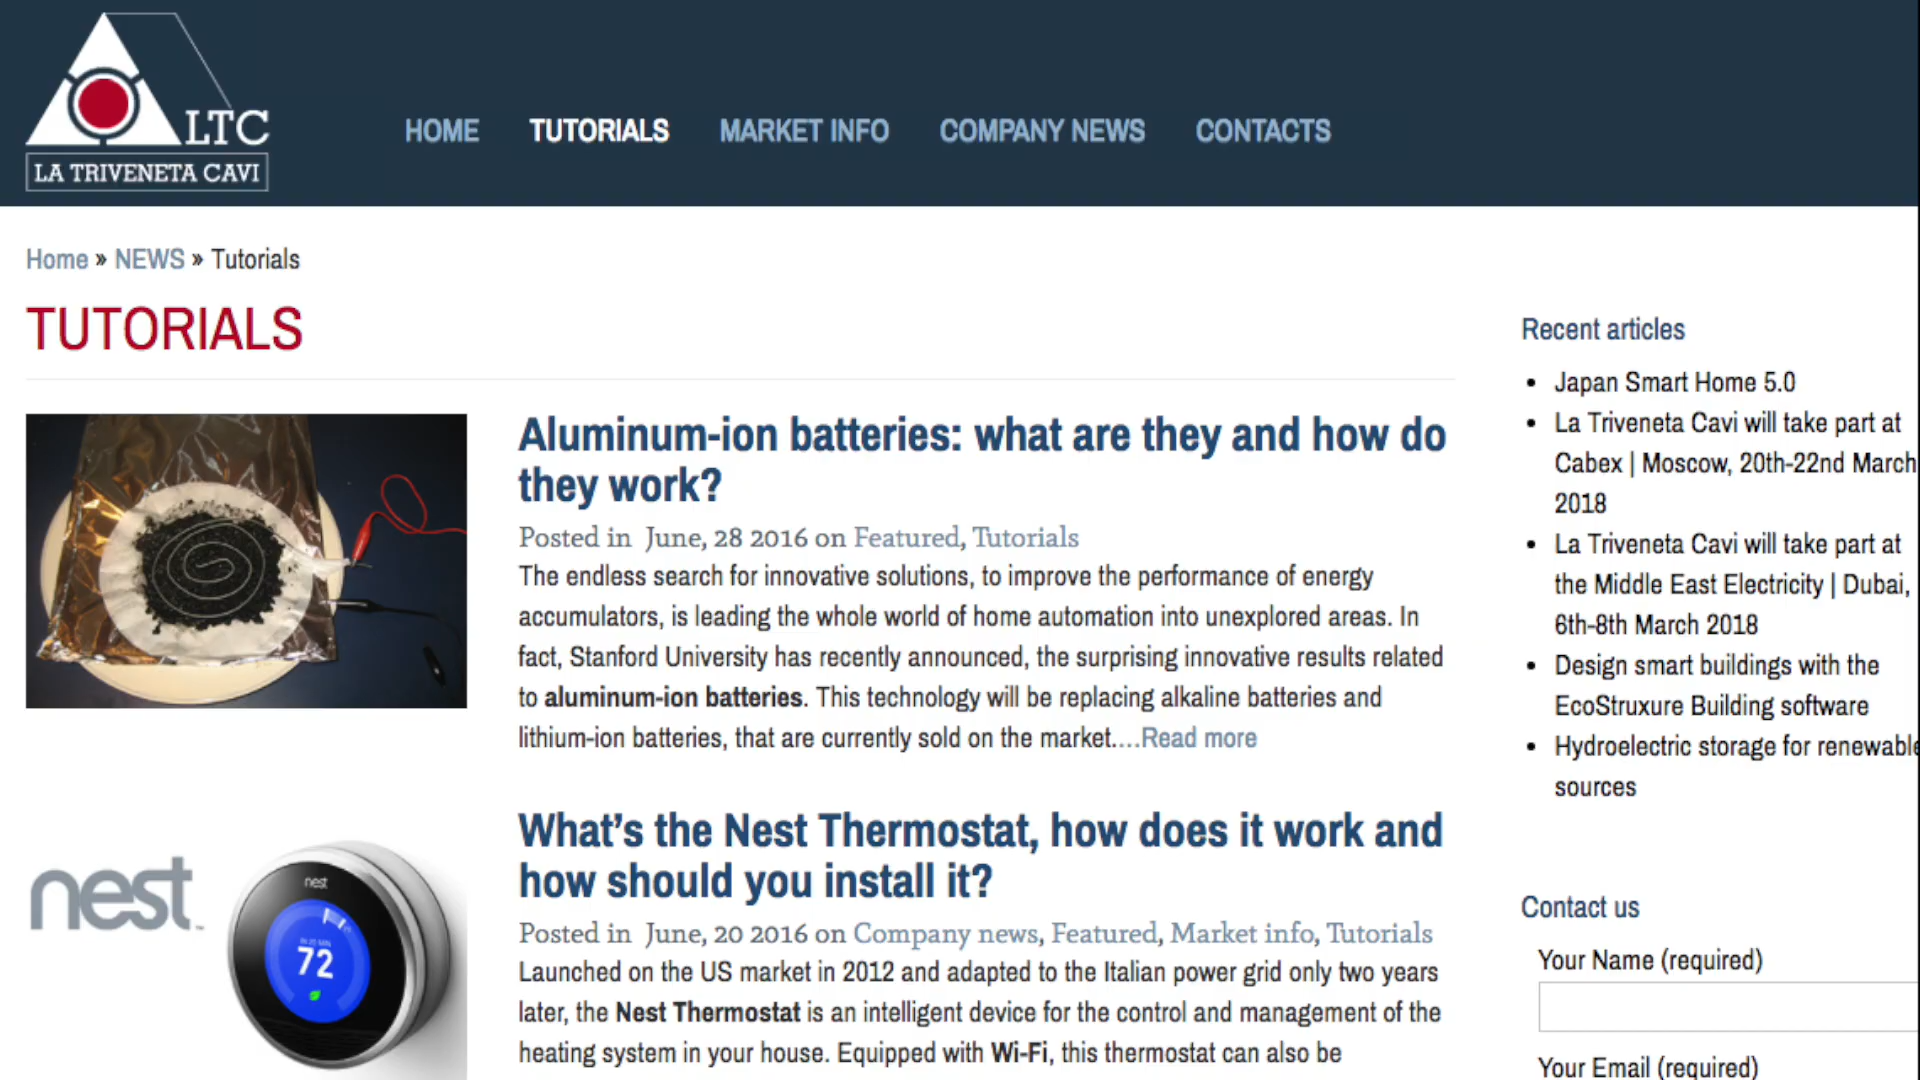 LTC
LA TRIVENETA CAVI
HOME TUTORIALS MARKET INFO COMPANY NEWS CONTACTS
Home » NEWS » Tutorials
TUTORIALS
Aluminum-ion batteries: what are they and how do
they work?
Posted in June, 28 2016 on Featured, Tutorials
The endless search for innovative solutions, to improve the performance of energy
accumulators, is leading the whole world of home automation into unexplored areas. In
fact, Stanford University has recently announced, the surprising innovative results related
to aluminum-ion batteries. This technology will be replacing alkaline batteries and
lithium-ion batteries, that are currently sold on the market....Read more
nest
nest
72
What’s the Nest Thermostat, how does it work and
how should you install it?
Posted in June, 20 2016 on Company news, Featured, Market info, Tutorials
Launched on the US market in 2012 and adapted to the Italian power grid only two years
later, the Nest Thermostat is an intelligent device for the control and management of the
heating system in your house. Equipped with Wi-Fi, this thermostat can also be
Recent articles
• Japan Smart Home 5.0
• La Triveneta Cavi will take part at
Cabex | Moscow, 20th-22nd March
2018
• La Triveneta Cavi will take part at
the Middle East Electricity | Dubai,
6th-8th March 2018
• Design smart buildings with the
EcoStruxure Building software
• Hydroelectric storage for renewable
sources
Contact us
Your Name (required)
Your Email (required)